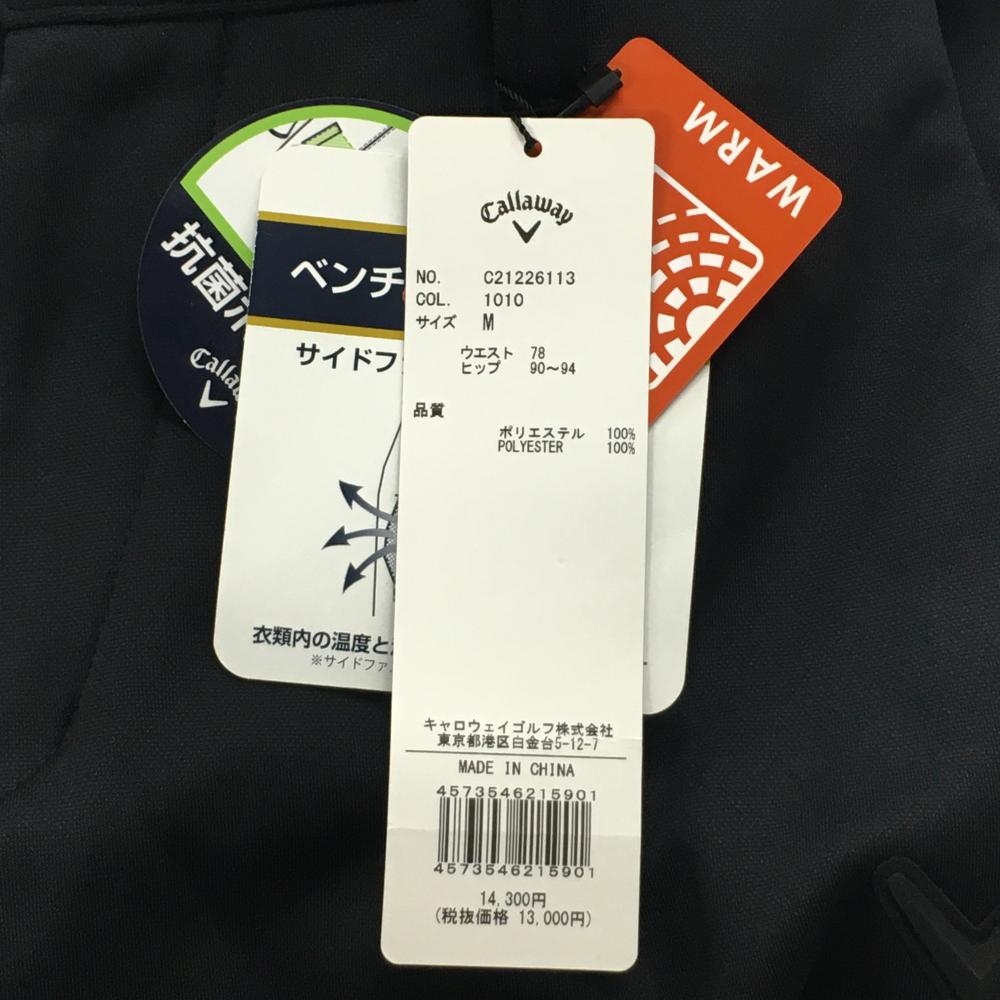 WARM
抗菌
Callaway
ベンチ
サイドフ
衣類内の温度と
※サイドファ
Callaway
NO. C21226113
COL. 1010
サイズ M
ウエスト 78
ヒップ 90～94
品質
ポリエステル 100%
POLYESTER 100%
キャロウェイゴルフ株式会社
東京都港区白金台5-12-7
MADE IN CHINA
4573546215901
4573546215901
14,300円
(税抜価格 13,000円)